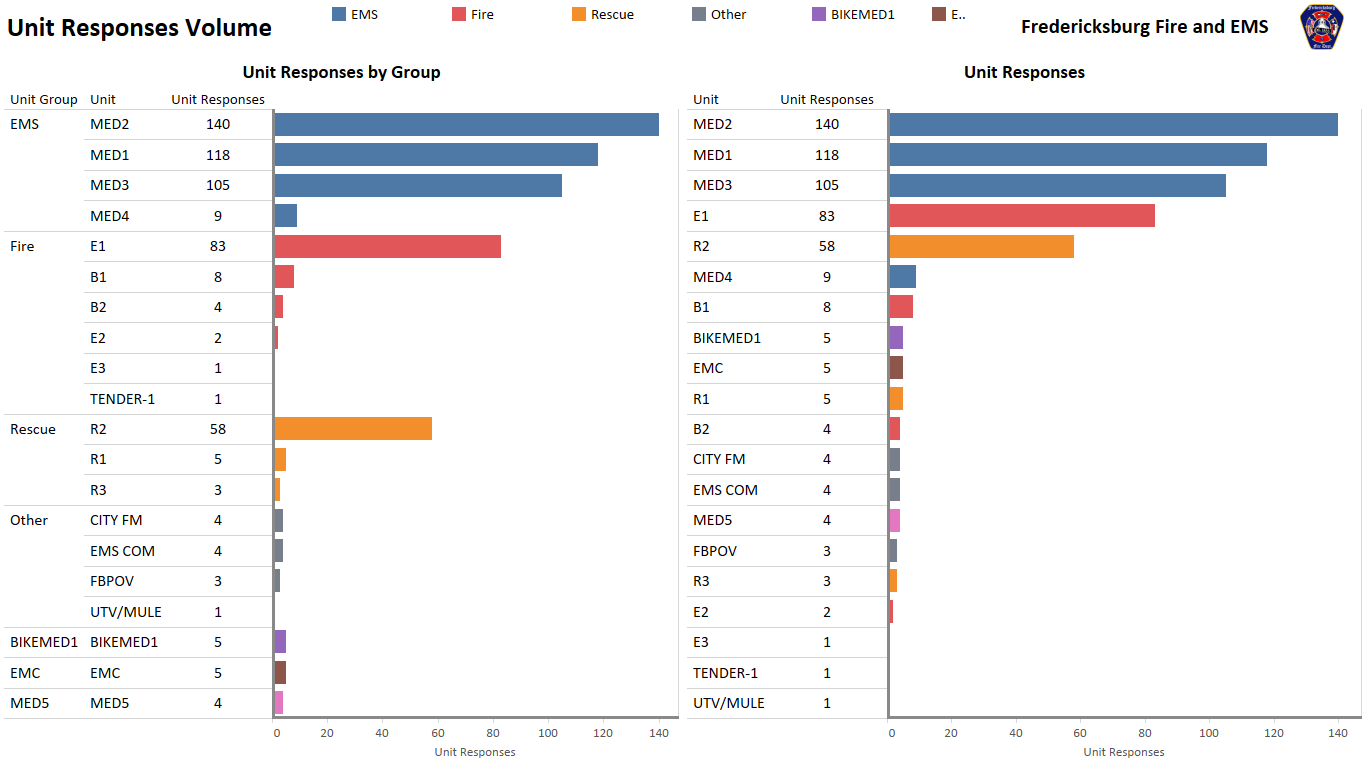 Unit Responses Volume
EMS
Fire
Rescue
Other
BIKEMED1
E..
Fredericksburg Fire and EMS
Unit Responses by Group
Unit Group Unit Unit Responses
EMS MED2 140
MED1 118
MED3 105
MED4 9
Fire E1 83
B1 8
B2 4
E2 2
E3 1
TENDER-1 1
Rescue R2 58
R1 5
R3 3
Other CITY FM 4
EMS COM 4
FBPOV 3
UTV/MULE 1
BIKEMED1 BIKEMED1 5
EMC EMC 5
MED5 MED5 4
0 20 40 60 80 100 120 140
Unit Responses
Unit Responses
Unit Unit Responses
MED2 140
MED1 118
MED3 105
E1 83
R2 58
MED4 9
B1 8
BIKEMED1 5
EMC 5
R1 5
B2 4
CITY FM 4
EMS COM 4
MED5 4
FBPOV 3
R3 3
E2 2
E3 1
TENDER-1 1
UTV/MULE 1
0 20 40 60 80 100 120 140
Unit Responses